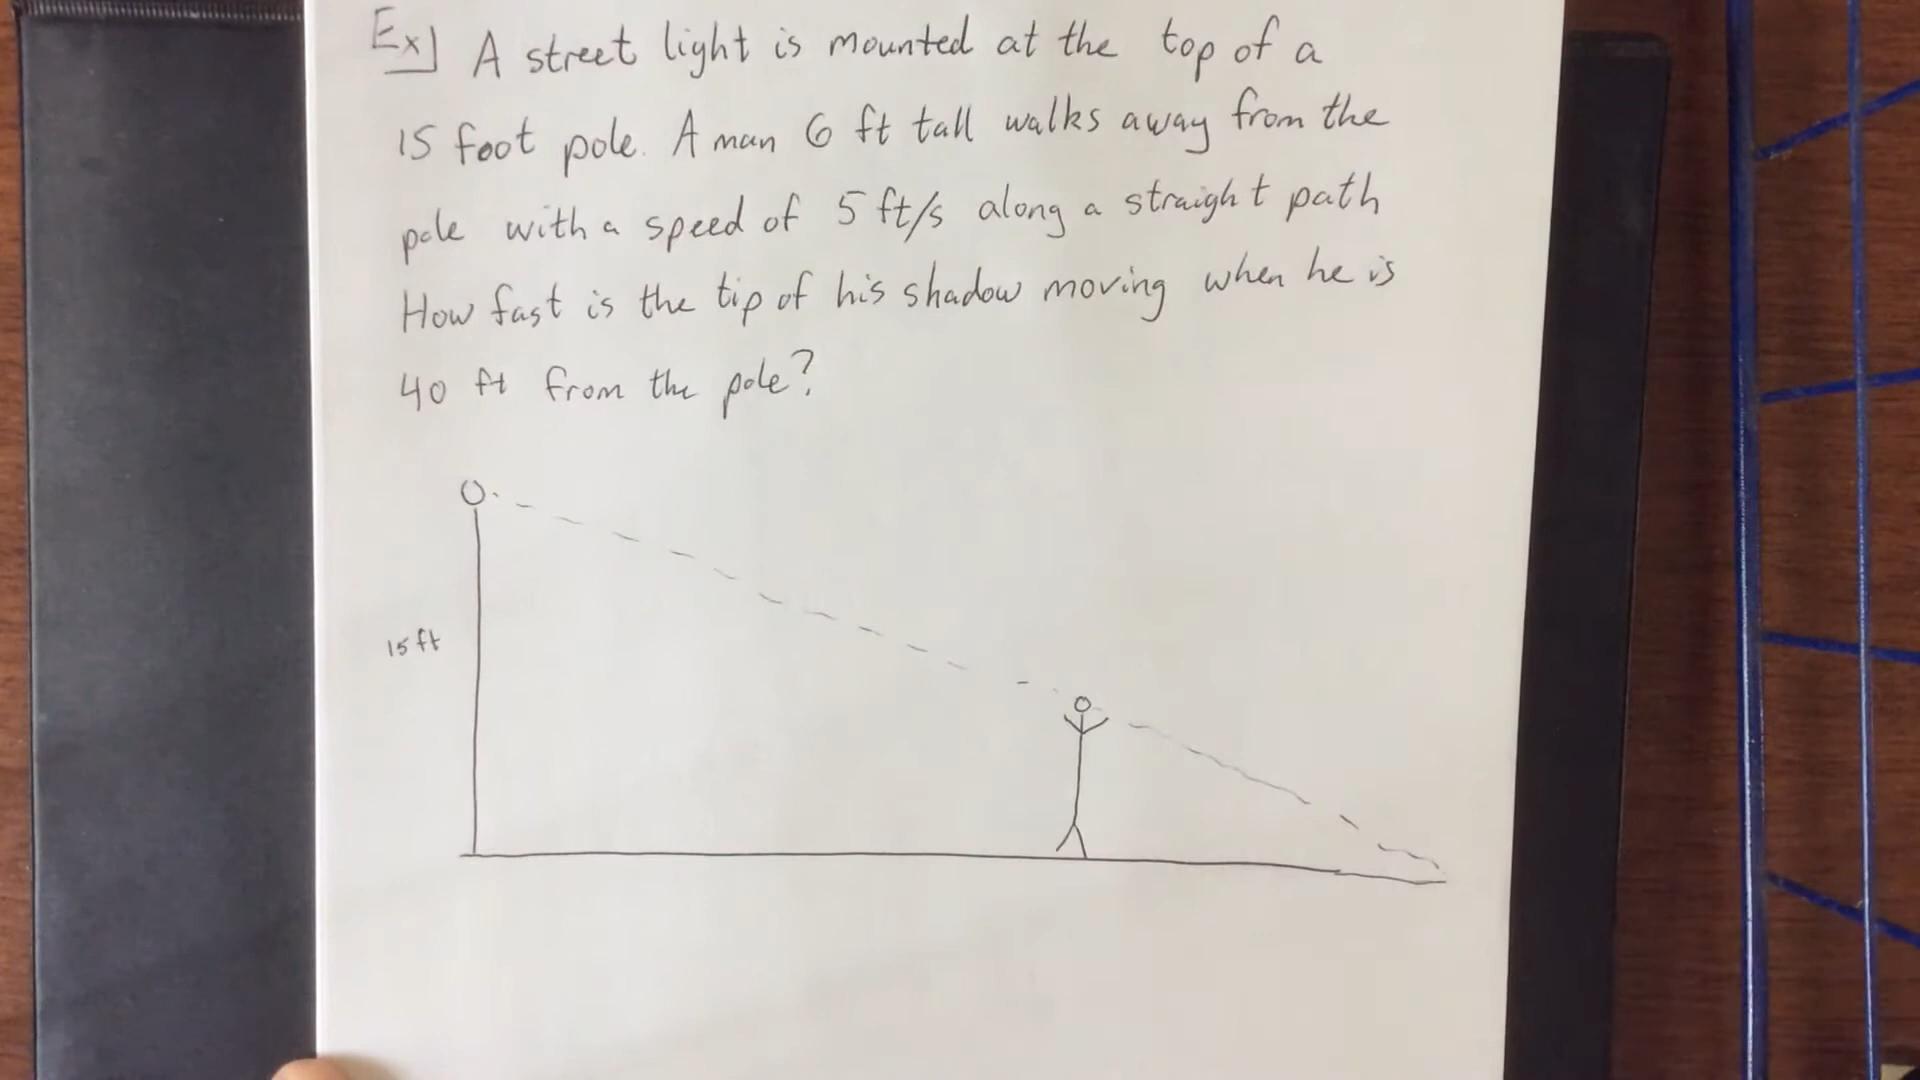 Ex] A street light is mounted at the top of a
15 foot pole. A man 6 ft tall walks away from the
pole with a speed of 5 ft/s along a straight path
How fast is the tip of his shadow moving when he is
40 ft from the pole?
15 ft